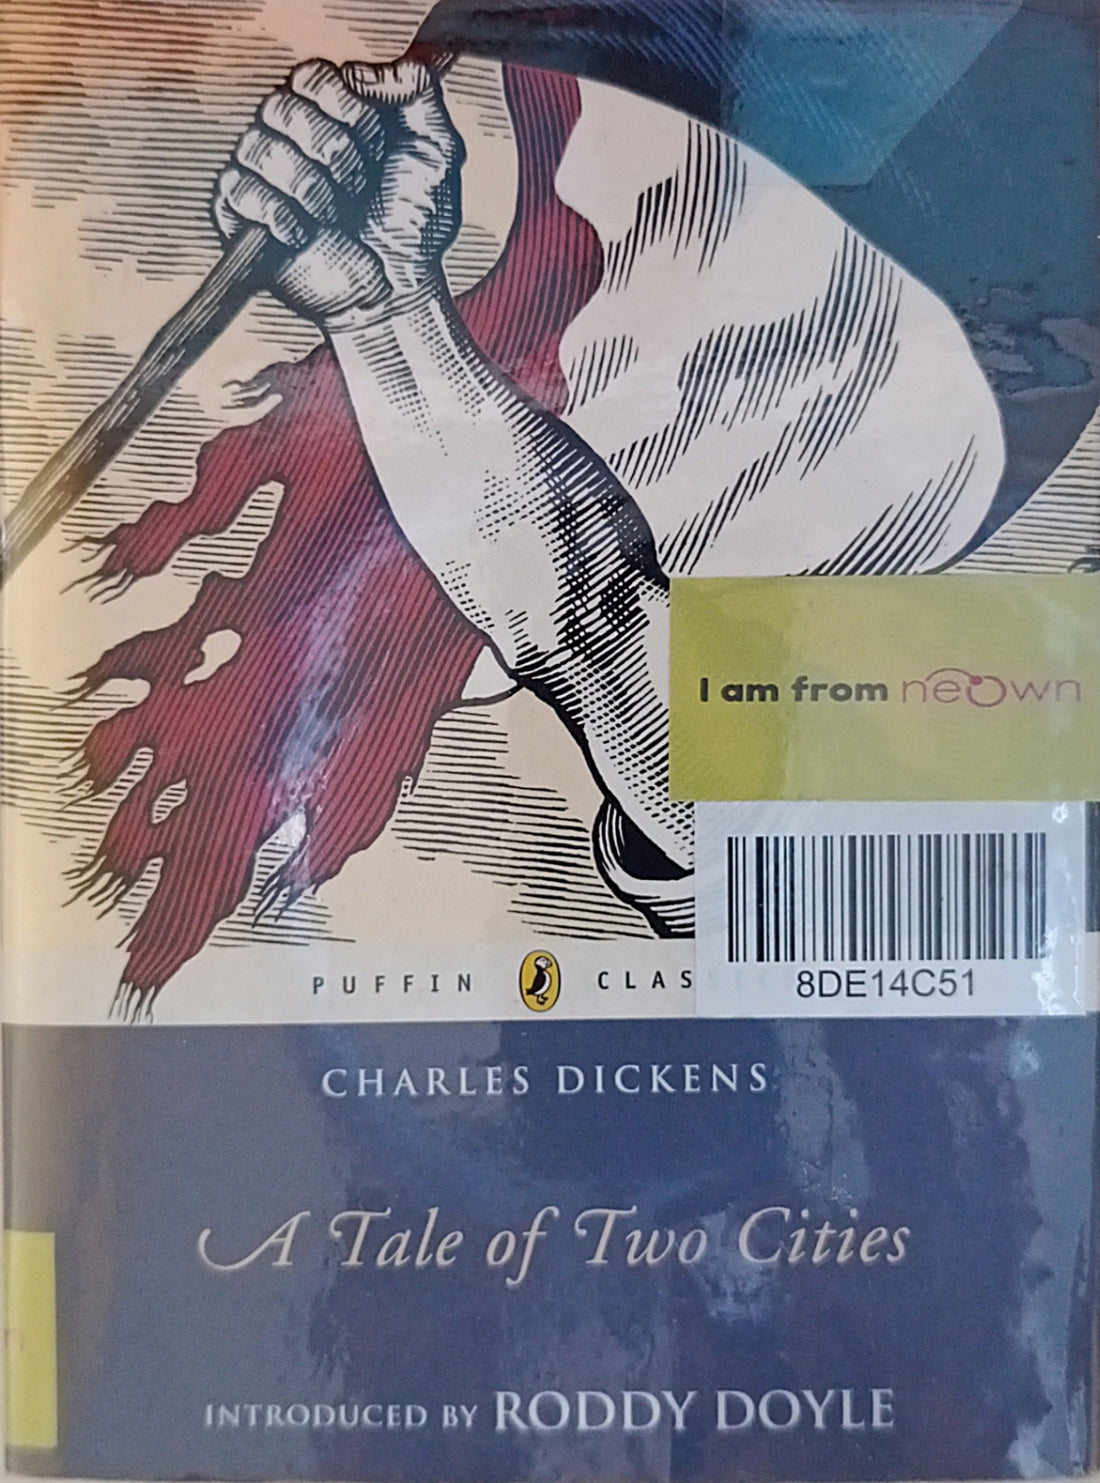 I am from neOwn
8DE14C51
PUFFIN CLAS
CHARLES DICKENS
A Tale of Two Cities
INTRODUCED BY RODDY DOYLE